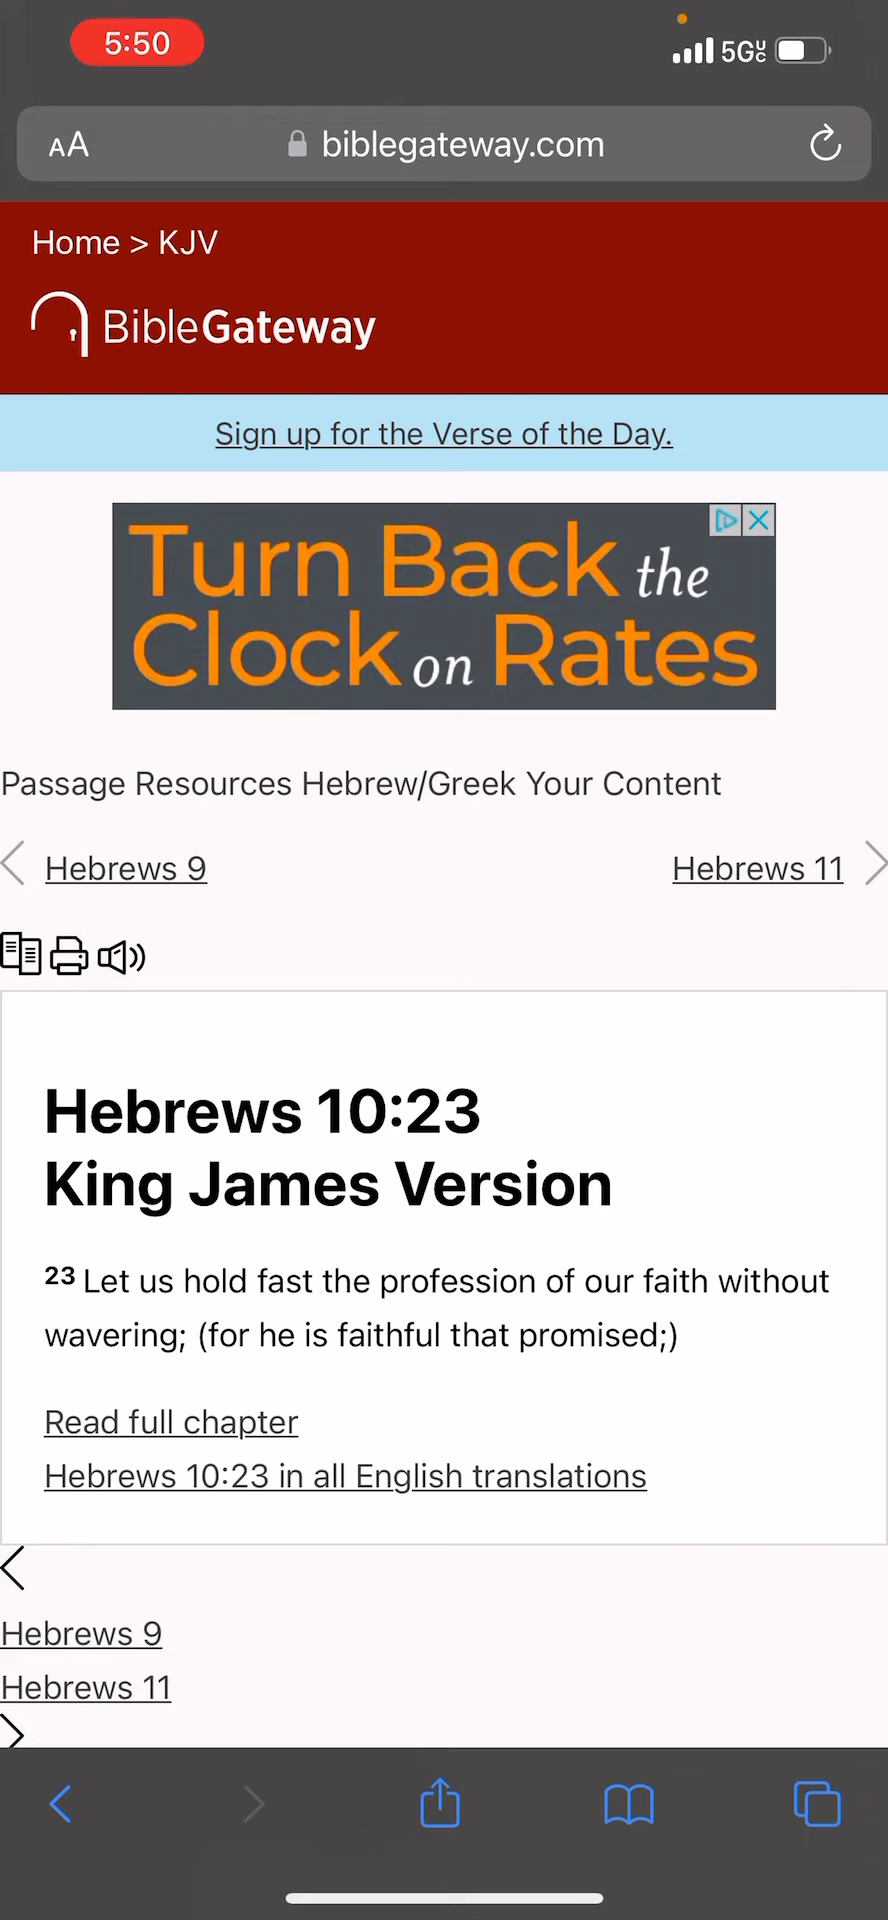 5:50
5G UC
AA biblegateway.com
Home > KJV
BibleGateway
Sign up for the Verse of the Day.
Turn Back the
Clock on Rates
Passage Resources Hebrew/Greek Your Content
Hebrews 9 Hebrews 11
Hebrews 10:23
King James Version
23 Let us hold fast the profession of our faith without
wavering; (for he is faithful that promised;)
Read full chapter
Hebrews 10:23 in all English translations
Hebrews 9
Hebrews 11